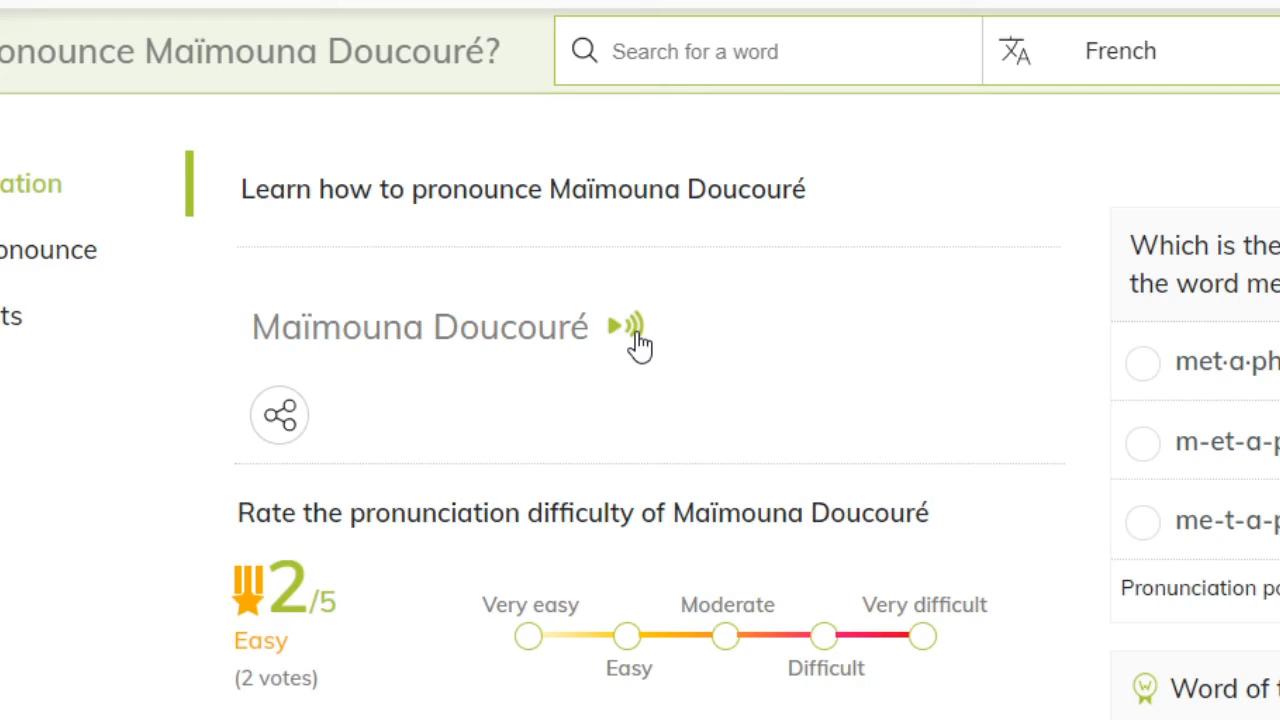 onounce Maïmouna Doucouré?
Search for a word
French
ation
Learn how to pronounce Maïmouna Doucouré
onounce
ts
Maïmouna Doucouré
Rate the pronunciation difficulty of Maïmouna Doucouré
2/5
Easy
(2 votes)
Very easy
Moderate
Very difficult
Easy
Difficult
Which is the
the word me
met·a·ph
m-et-a-p
me-t-a-p
Pronunciation po
Word of t